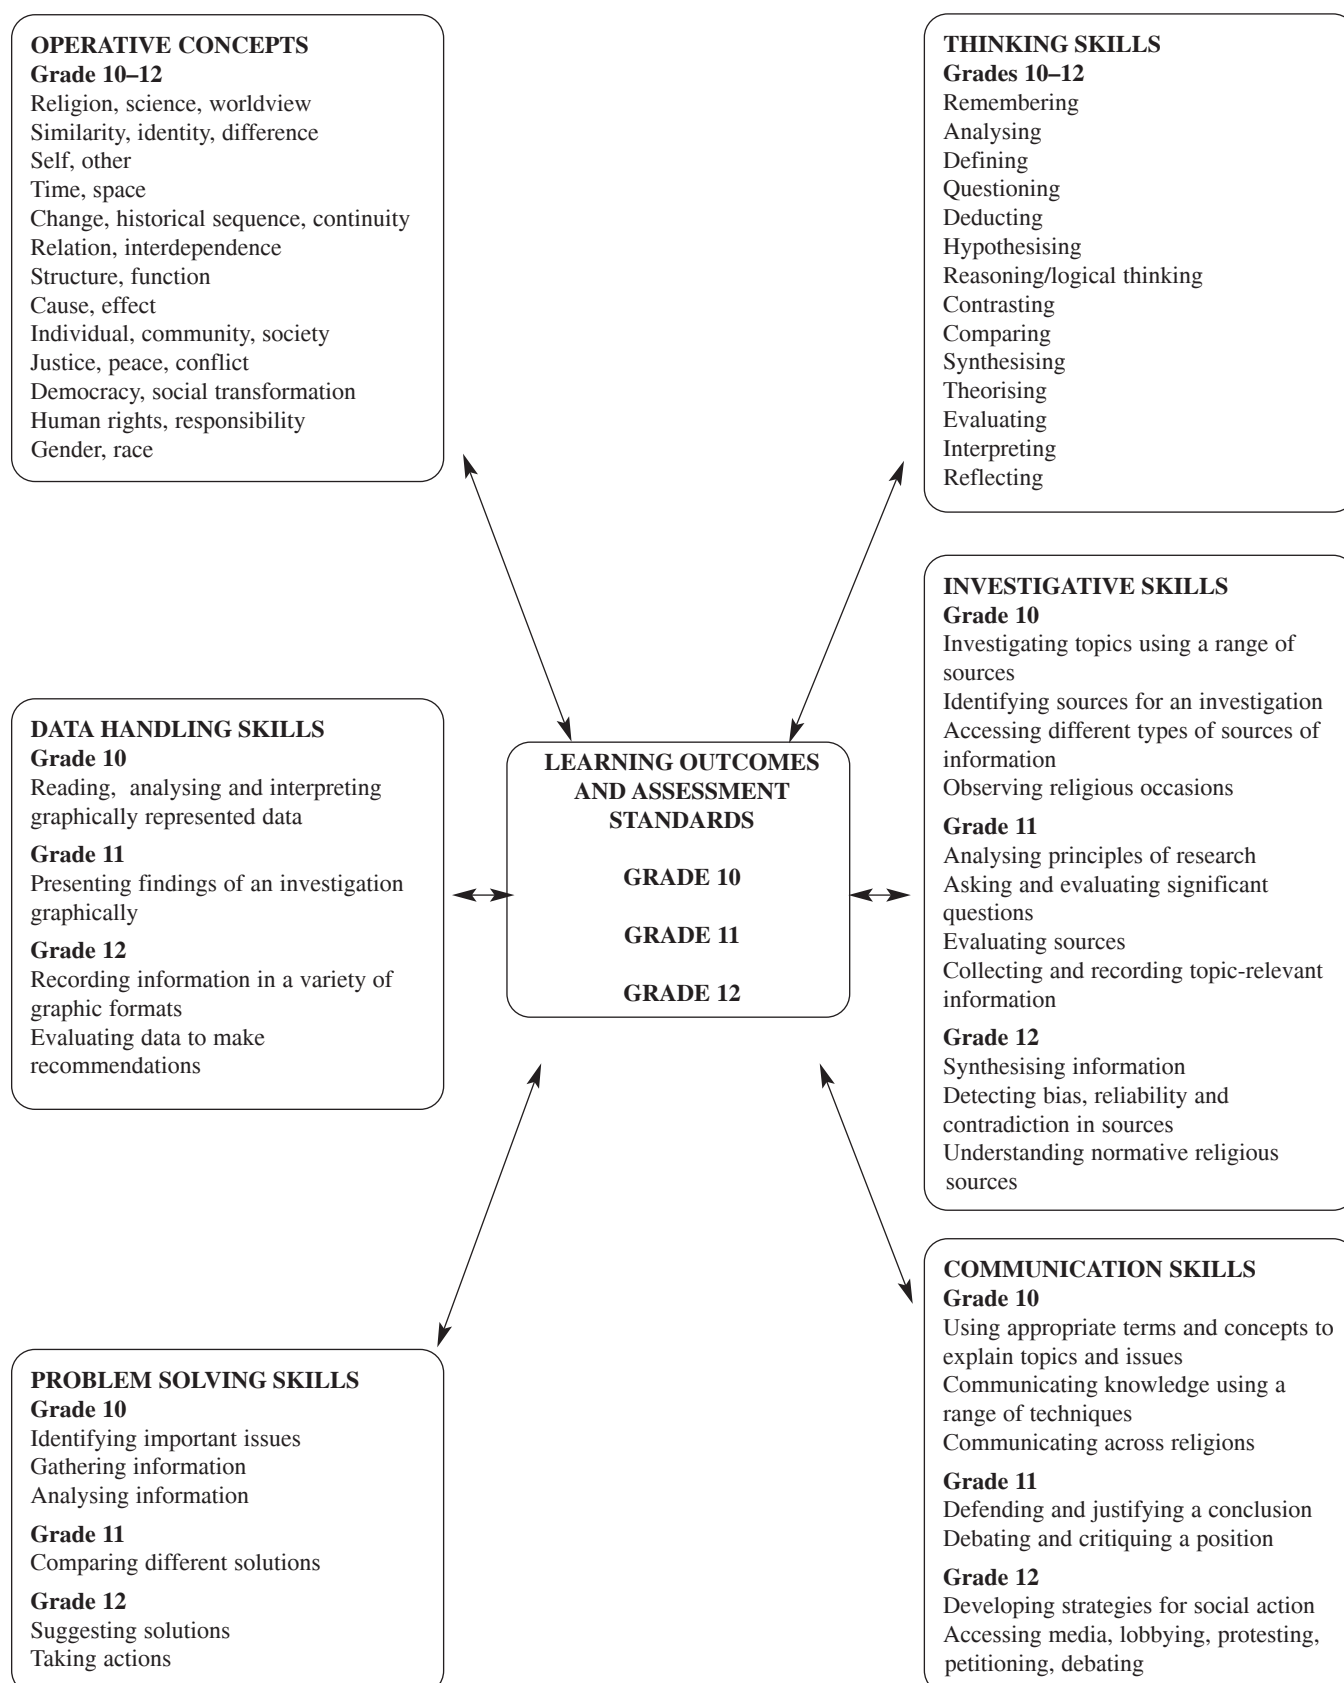 OPERATIVE CONCEPTS
Grade 10–12
Religion, science, worldview
Similarity, identity, difference
Self, other
Time, space
Change, historical sequence, continuity
Relation, interdependence
Structure, function
Cause, effect
Individual, community, society
Justice, peace, conflict
Democracy, social transformation
Human rights, responsibility
Gender, race
THINKING SKILLS
Grades 10–12
Remembering
Analysing
Defining
Questioning
Deducting
Hypothesising
Reasoning/logical thinking
Contrasting
Comparing
Synthesising
Theorising
Evaluating
Interpreting
Reflecting
DATA HANDLING SKILLS
Grade 10
Reading, analysing and interpreting
graphically represented data
Grade 11
Presenting findings of an investigation
graphically
Grade 12
Recording information in a variety of
graphic formats
Evaluating data to make
recommendations
LEARNING OUTCOMES
AND ASSESSMENT
STANDARDS
GRADE 10
GRADE 11
GRADE 12
INVESTIGATIVE SKILLS
Grade 10
Investigating topics using a range of
sources
Identifying sources for an investigation
Accessing different types of sources of
information
Observing religious occasions
Grade 11
Analysing principles of research
Asking and evaluating significant
questions
Evaluating sources
Collecting and recording topic-relevant
information
Grade 12
Synthesising information
Detecting bias, reliability and
contradiction in sources
Understanding normative religious
sources
PROBLEM SOLVING SKILLS
Grade 10
Identifying important issues
Gathering information
Analysing information
Grade 11
Comparing different solutions
Grade 12
Suggesting solutions
Taking actions
COMMUNICATION SKILLS
Grade 10
Using appropriate terms and concepts to
explain topics and issues
Communicating knowledge using a
range of techniques
Communicating across religions
Grade 11
Defending and justifying a conclusion
Debating and critiquing a position
Grade 12
Developing strategies for social action
Accessing media, lobbying, protesting,
petitioning, debating